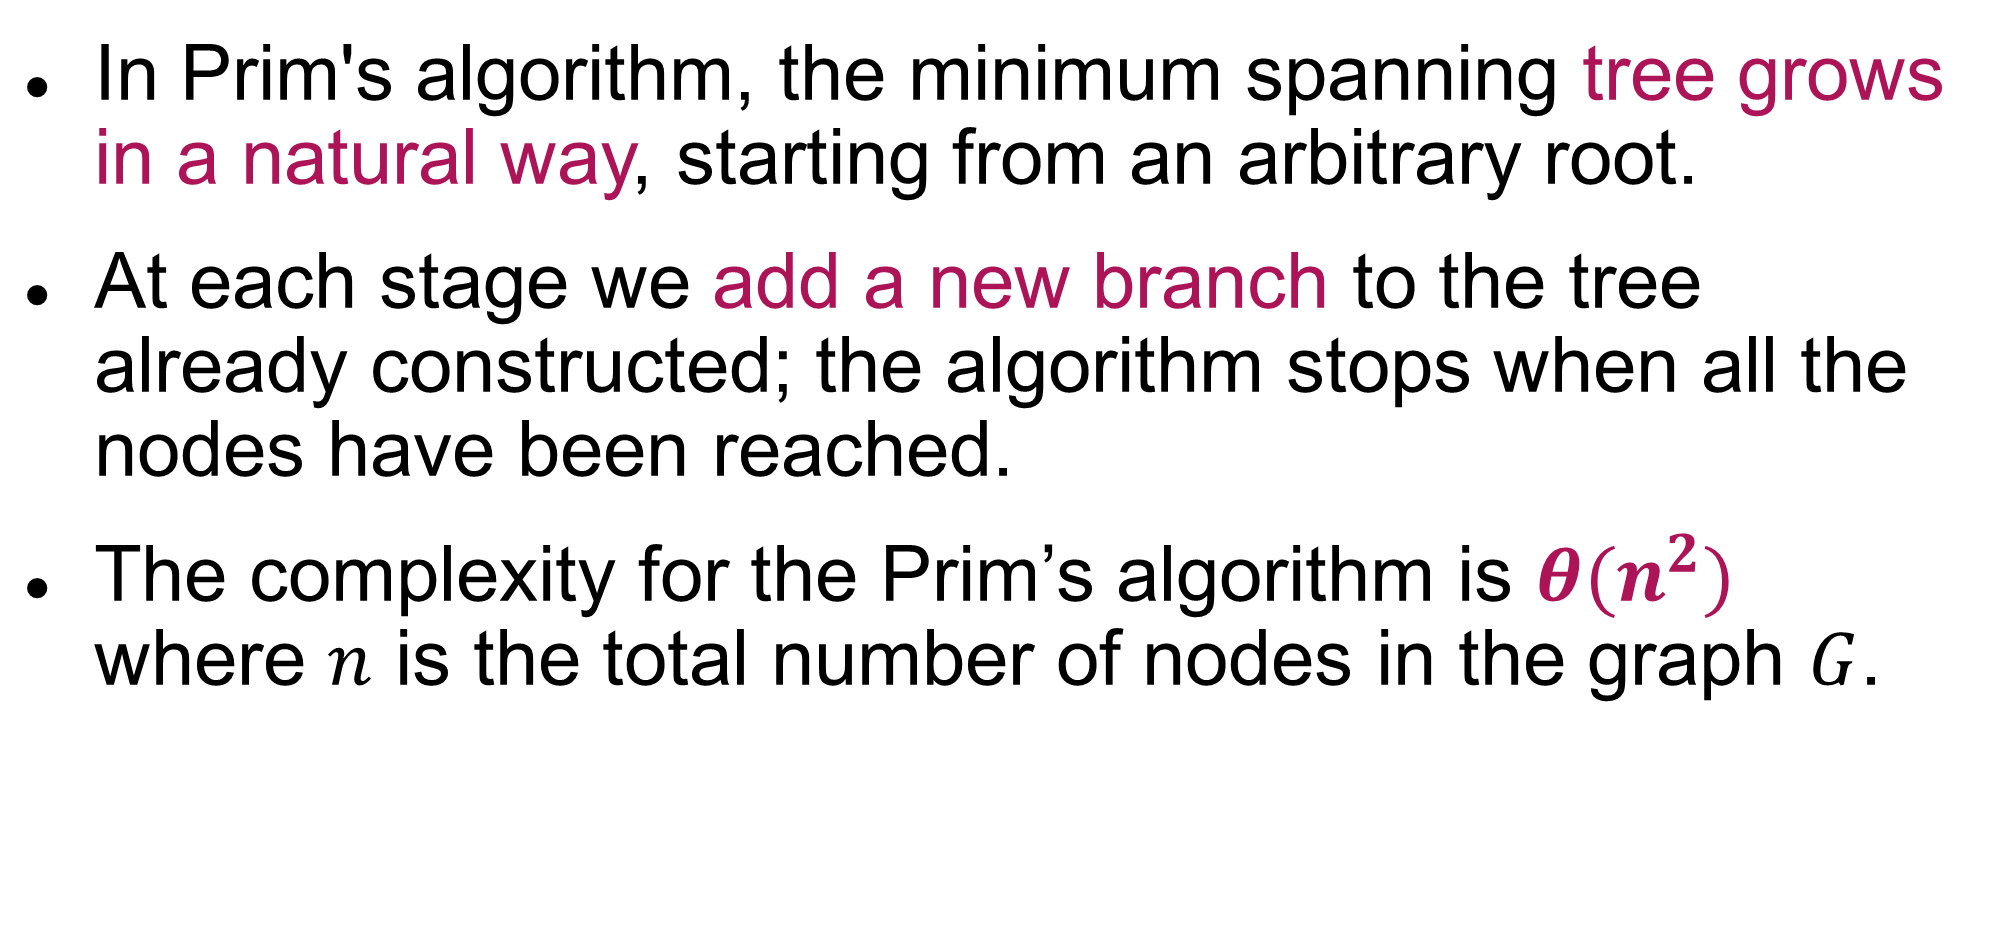 • In Prim's algorithm, the minimum spanning tree grows
in a natural way, starting from an arbitrary root.
• At each stage we add a new branch to the tree
already constructed; the algorithm stops when all the
nodes have been reached.
• The complexity for the Prim’s algorithm is 𝜽(𝒏²)
where 𝑛 is the total number of nodes in the graph 𝐺.